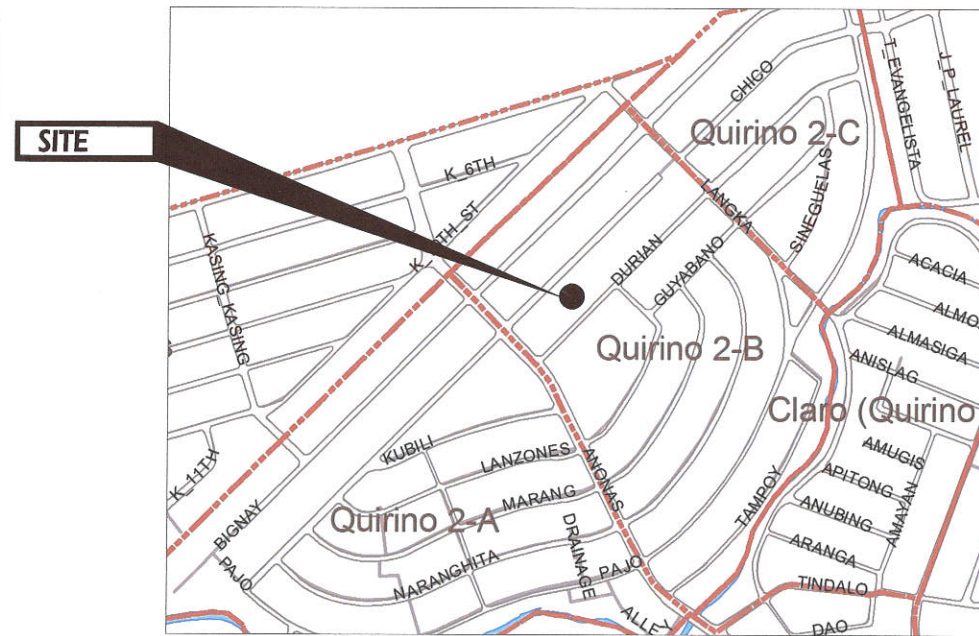 CHIGO
T_EVANGELISTA
J_P_LAUREL
SITE
Quirino 2-C
K_6TH
LANGKA
SINEGUELAS
KASING_KASING
DURIAN
GUYABANO
ACACIA
ALMO
Quirino 2-B
ALMASIGA
ANISLAG
Claro (Quirino
KUBILI
LANZONES
ANONAS
AMUGIS
K_11TH
MARANG
TAMPOY
APITONG
AMAYAN
BIGNAY
Quirino 2-A
DRAINAGE
ANUBING
PAJO
NARANGHITA
PAJO
ARANGA
TINDALO
ALLEY
DAO